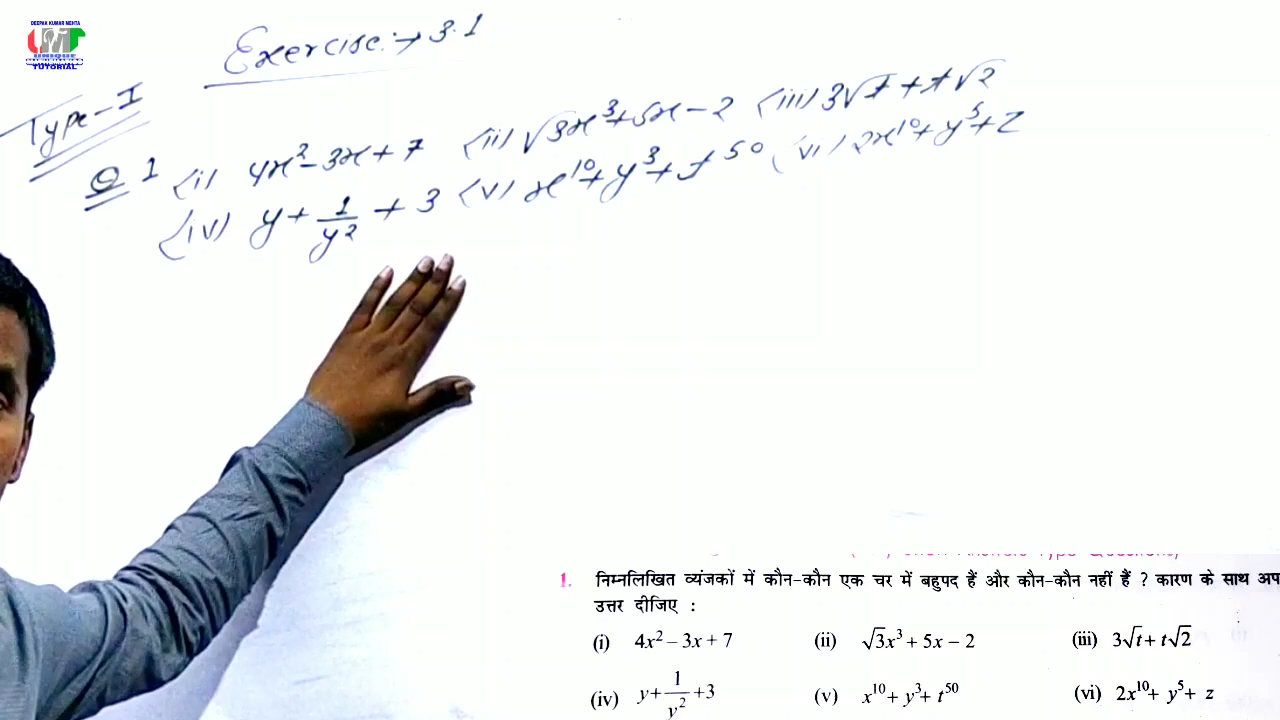 DEEPAK KUMAR MEHTA
UMT
UNIQUE
TUTORIAL
Exercise :→ 3.1
Type-I
Q 1 (i) 4x² - 3x + 7 (ii) √3x³ + 5x - 2 (iii) 3√t + t√2
(iv) y + 1/y² + 3 (v) x¹⁰ + y³ + t⁵⁰ (vi) 2x¹⁰ + y⁵ + z
1. निम्नलिखित व्यंजकों में कौन-कौन एक चर में बहुपद हैं और कौन-कौन नहीं हैं ? कारण के साथ अप
उत्तर दीजिए :
(i) 4x² – 3x + 7 (ii) √3x³ + 5x – 2 (iii) 3√t + t√2
(iv) y + 1/y² + 3 (v) x¹⁰ + y³ + t⁵⁰ (vi) 2x¹⁰ + y⁵ + z